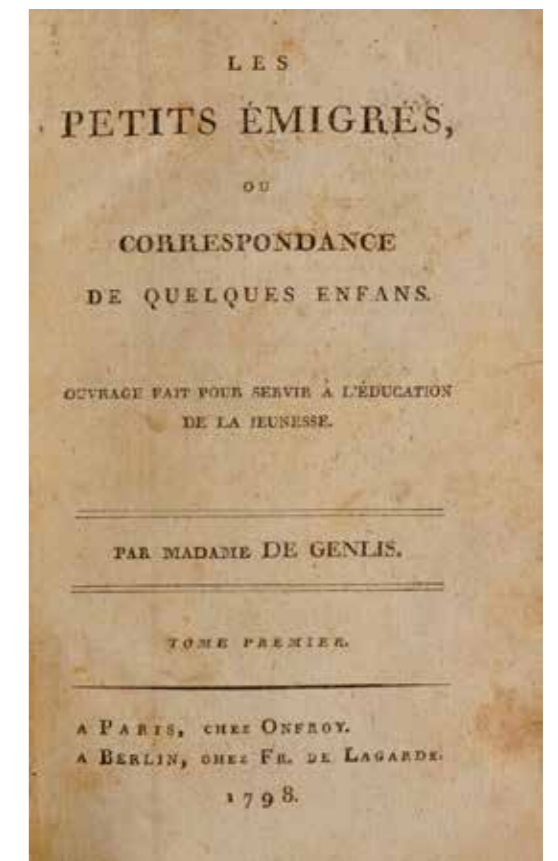 LES
PETITS ÉMIGRÉS,
OU
CORRESPONDANCE
DE QUELQUES ENFANS.
OUVRAGE FAIT POUR SERVIR À L'ÉDUCATION
DE LA JEUNESSE.
PAR MADAME DE GENLIS.
TOME PREMIER.
A PARIS, CHEZ ONFROY.
A BERLIN, CHEZ FR. DE LAGARDE.
1798.